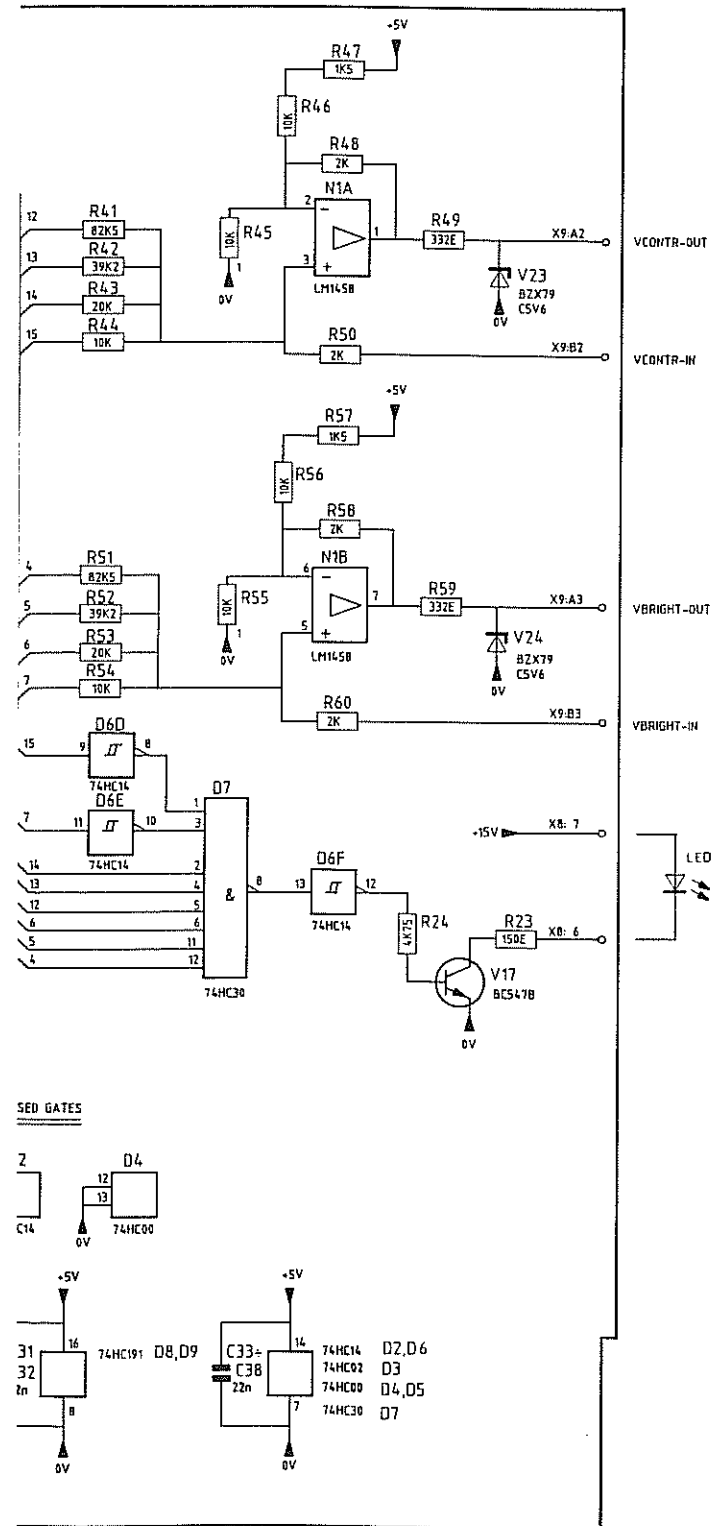 +5V
R47
1K5
R46
10K
R48
2K
N1A
12
R41
82K5
2
R45
10K
1
R49
332E
X9:A2
VCONTR-OUT
R42
13
39K2
3
1
0V
LM1458
V23
BZX79
C5V6
0V
R43
14
20K
R44
15
10K
R50
2K
X9:B2
VCONTR-IN
+5V
R57
1K5
R56
10K
R58
2K
N1B
4
R51
82K5
6
R55
10K
7
R59
332E
X9:A3
VBRIGHT-OUT
5
R52
39K2
5
1
0V
LM1458
V24
BZX79
C5V6
0V
6
R53
20K
7
R54
10K
R60
2K
X9:B3
VBRIGHT-IN
D6D
15
9
8
74HC14
D6E
D7
7
11
10
74HC14
1
3
14
2
13
4
12
5
6
6
5
11
4
12
&
8
74HC30
D6F
13
12
74HC14
R24
4K75
+15V
X8: 7
LED
R23
150E
X8: 6
V17
BC547B
0V
SED GATES
2
C14
D4
12
13
74HC00
0V
+5V
31
32
2n
16
8
74HC191 D8,D9
0V
+5V
C33÷
C38
22n
14
7
74HC14 D2,D6
74HC02 D3
74HC00 D4,D5
74HC30 D7
0V